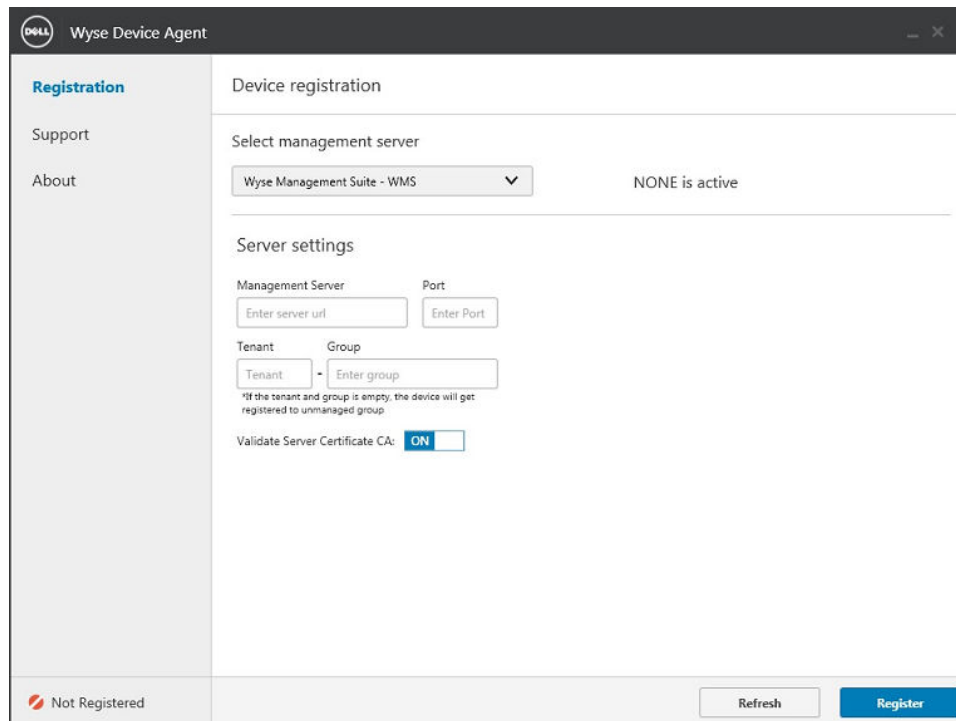 DELL
Wyse Device Agent
Registration
Support
About
Device registration
Select management server
Wyse Management Suite - WMS
NONE is active
Server settings
Management Server
Port
Enter server url
Enter Port
Tenant
Group
Tenant
-
Enter group
*If the tenant and group is empty, the device will get
registered to unmanaged group
Validate Server Certificate CA:
ON
Not Registered
Refresh
Register